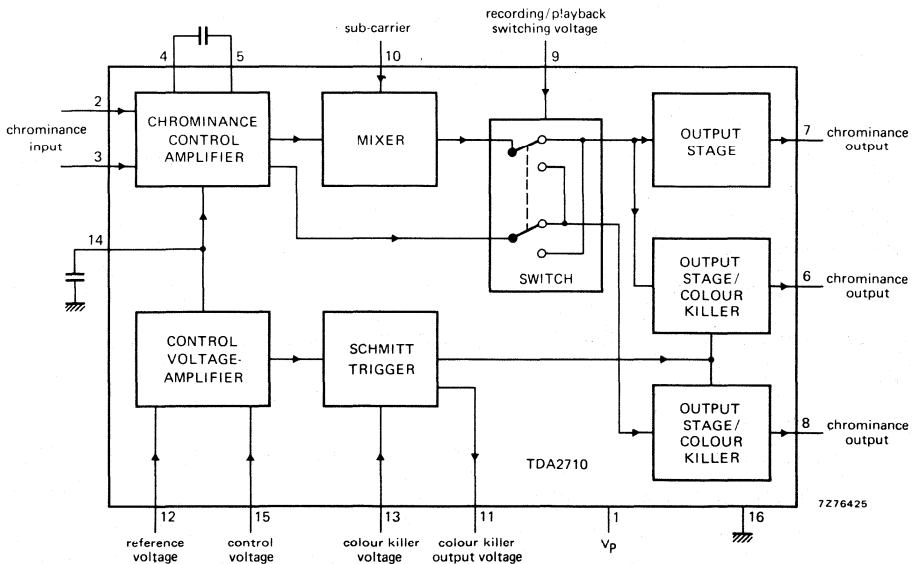 recording/playback
switching voltage
sub-carrier
4
5
10
9
2
CHROMINANCE
CONTROL
AMPLIFIER
MIXER
OUTPUT
STAGE
7
chrominance
output
chrominance
input
3
14
SWITCH
OUTPUT
STAGE/
COLOUR
KILLER
6
chrominance
output
CONTROL
VOLTAGE-
AMPLIFIER
SCHMITT
TRIGGER
OUTPUT
STAGE/
COLOUR
KILLER
8
chrominance
output
TDA2710
7Z76425
12
15
13
11
1
16
reference
voltage
control
voltage
colour killer
voltage
colour killer
output voltage
VP